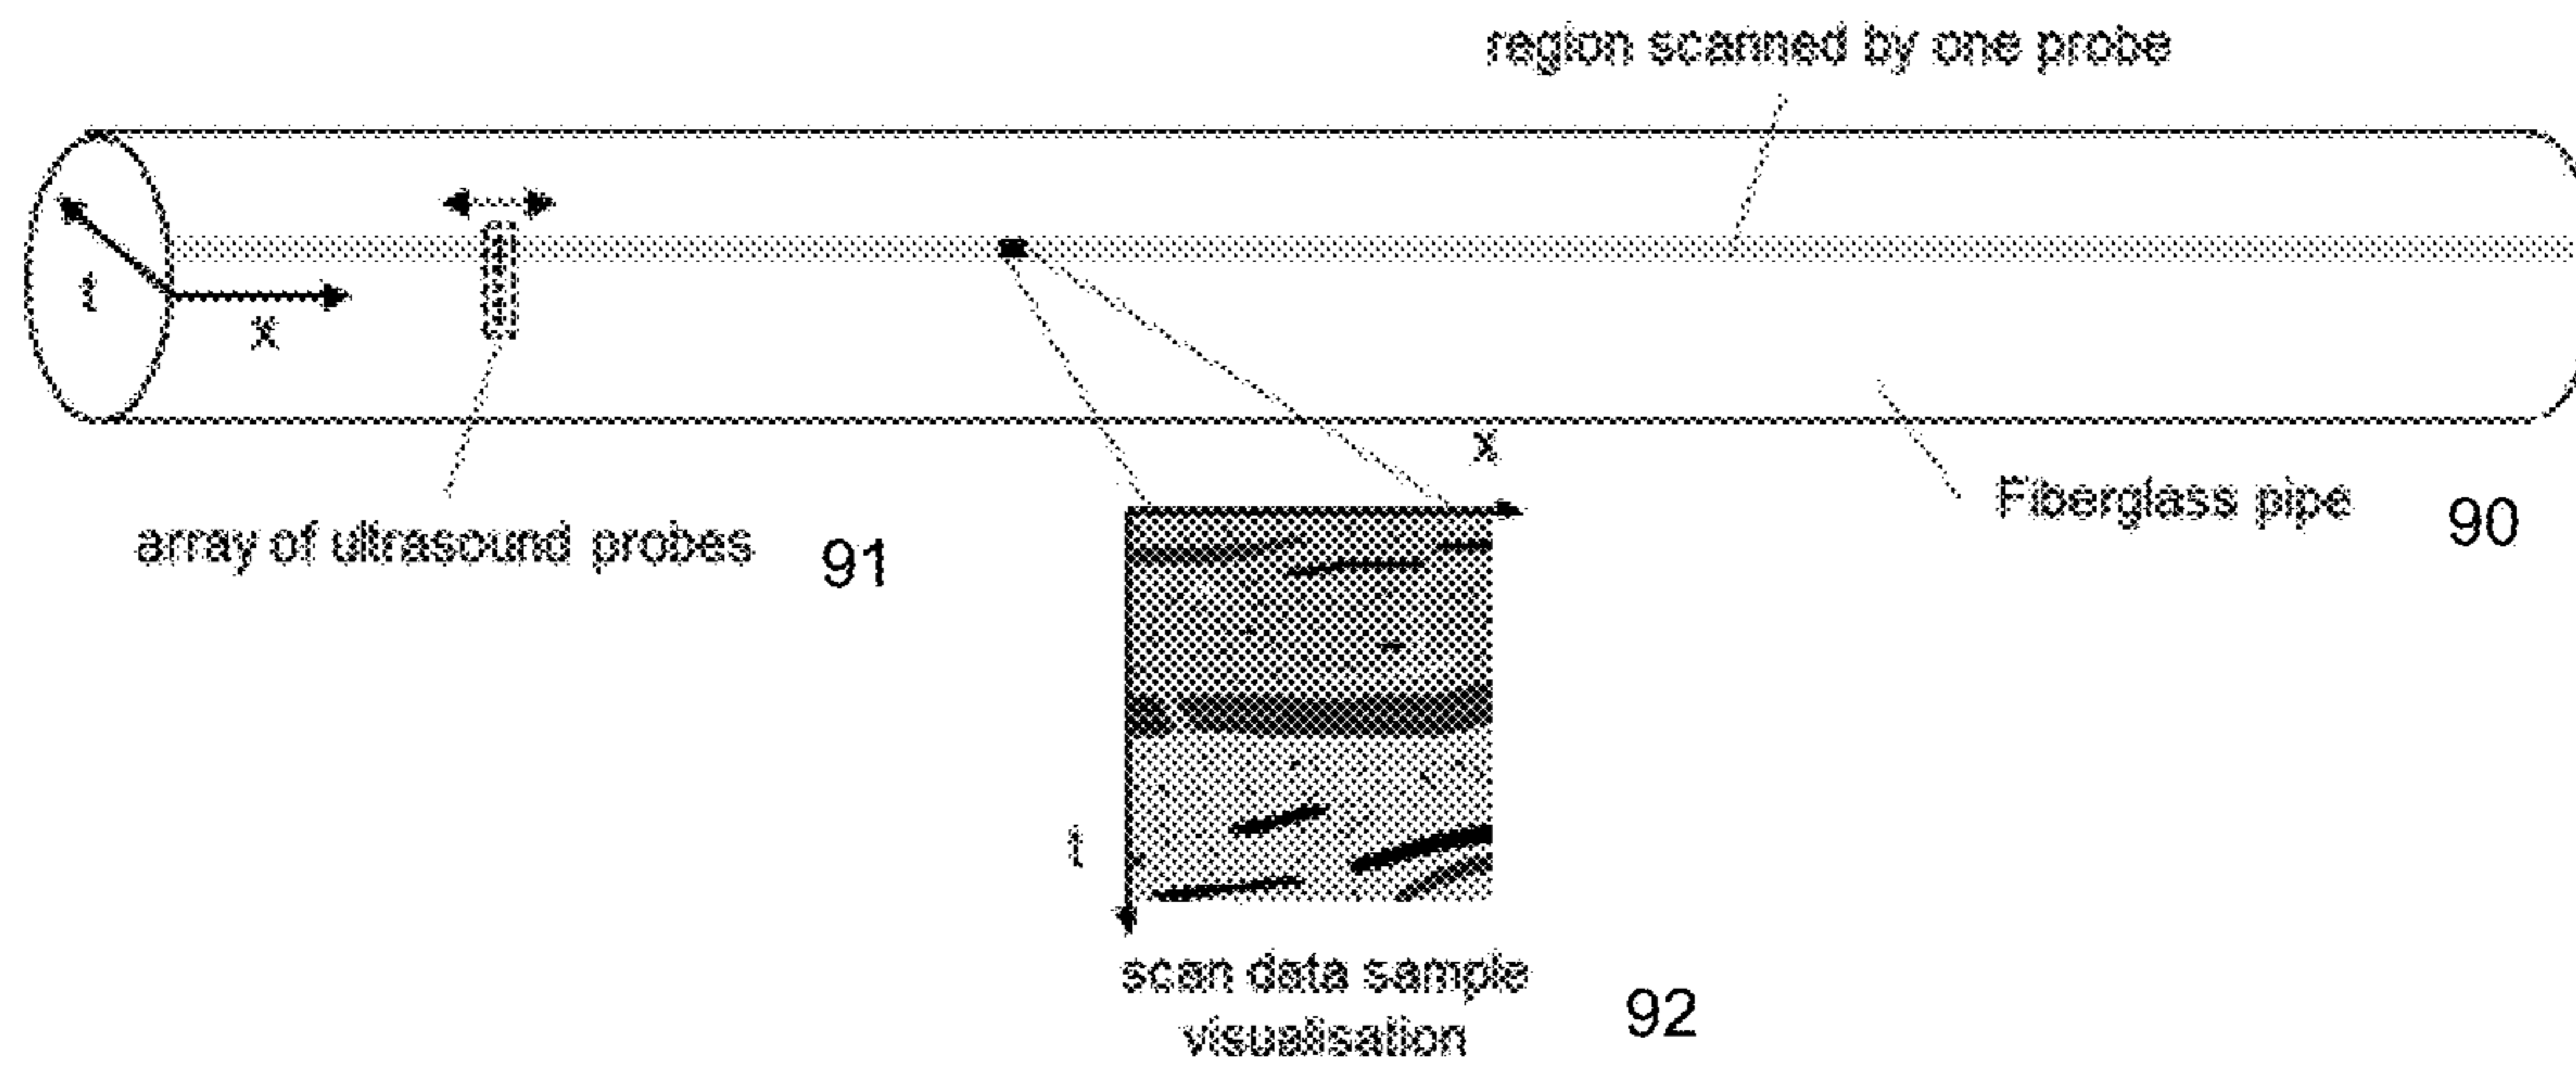 region scanned by one probe
t
x
x
Fiberglass pipe 90
array of ultrasound probes 91
t
scan data sample
visualisation
92